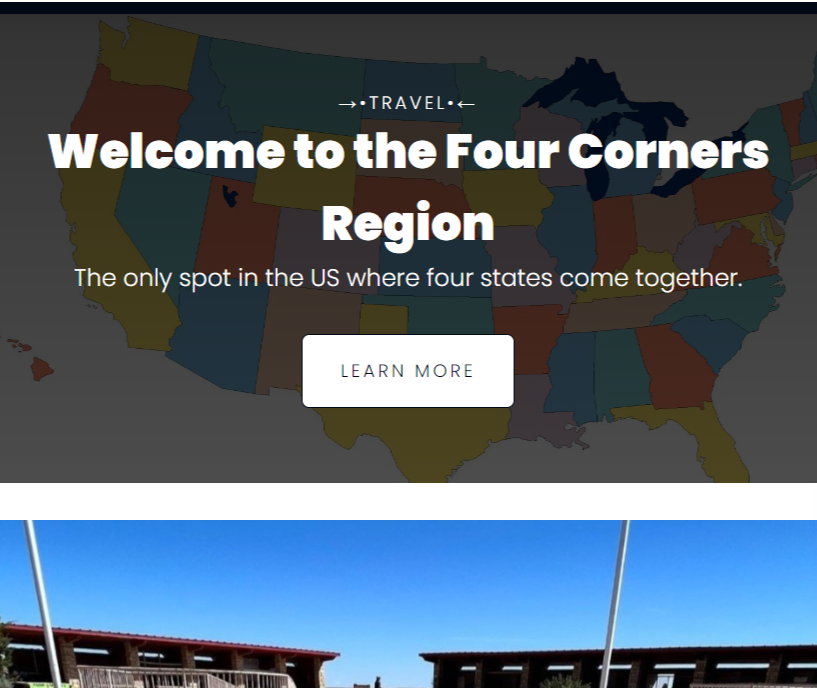 →•TRAVEL•←
Welcome to the Four Corners
Region
The only spot in the US where four states come together.
LEARN MORE